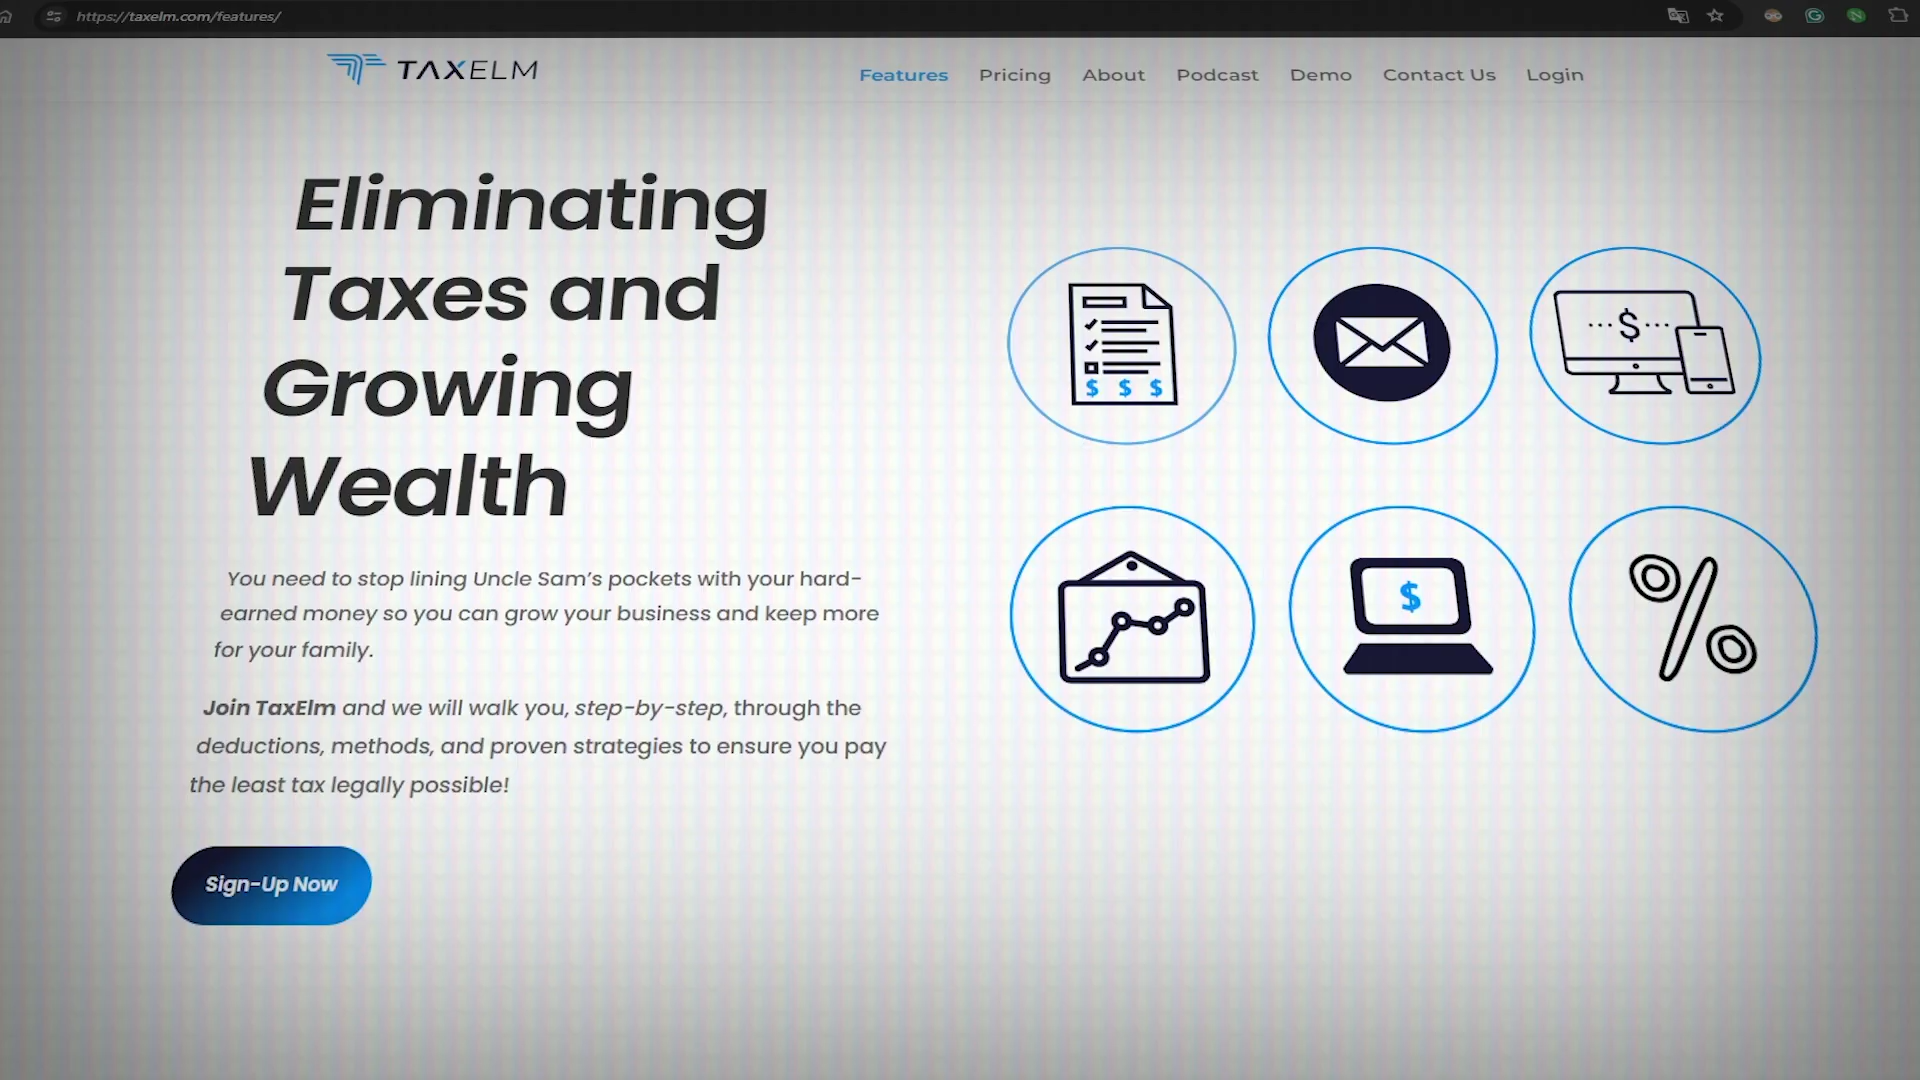 https://taxelm.com/features/
TAXELM
Features Pricing About Podcast Demo Contact Us Login
Eliminating
Taxes and
Growing
Wealth
You need to stop lining Uncle Sam's pockets with your hard-
earned money so you can grow your business and keep more
for your family.
Join TaxElm and we will walk you, step-by-step, through the
deductions, methods, and proven strategies to ensure you pay
the least tax legally possible!
Sign-Up Now
$ $ $
$
$
%